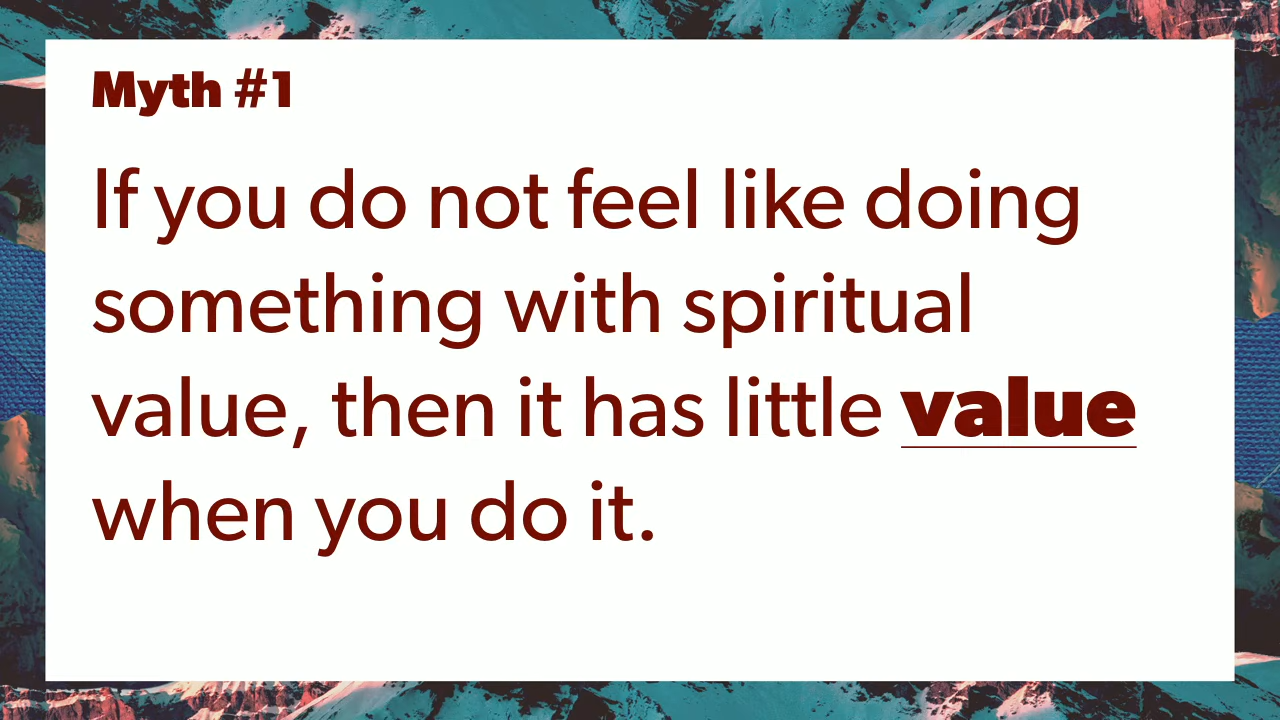 Myth #1
If you do not feel like doing
something with spiritual
value, then it has little value
when you do it.